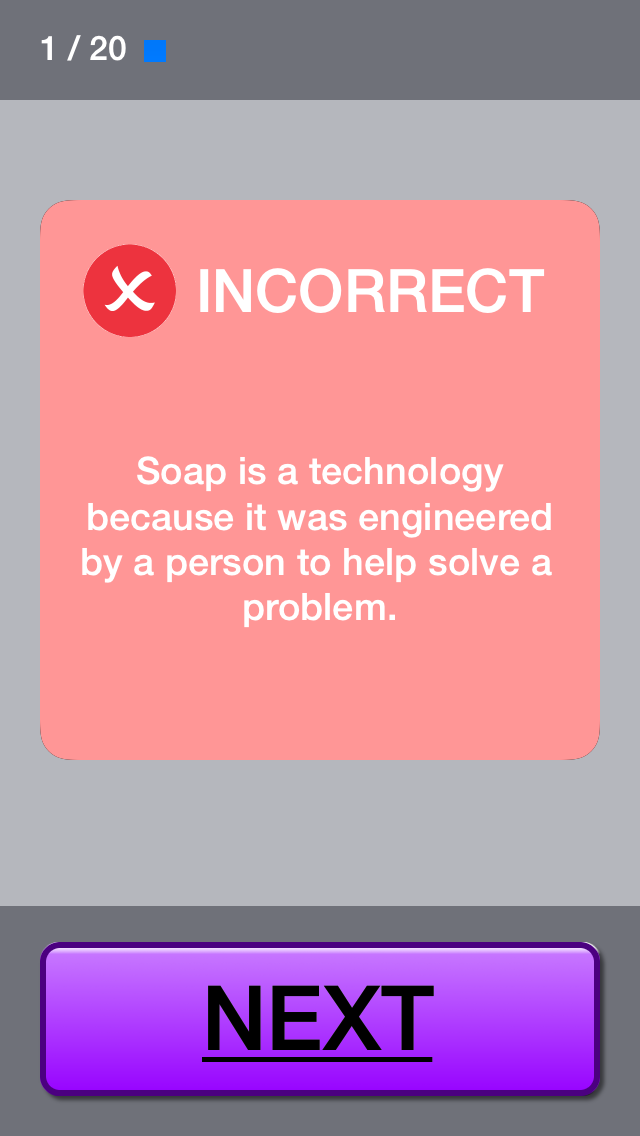 1 / 20
INCORRECT
Soap is a technology
because it was engineered
by a person to help solve a
problem.
NEXT